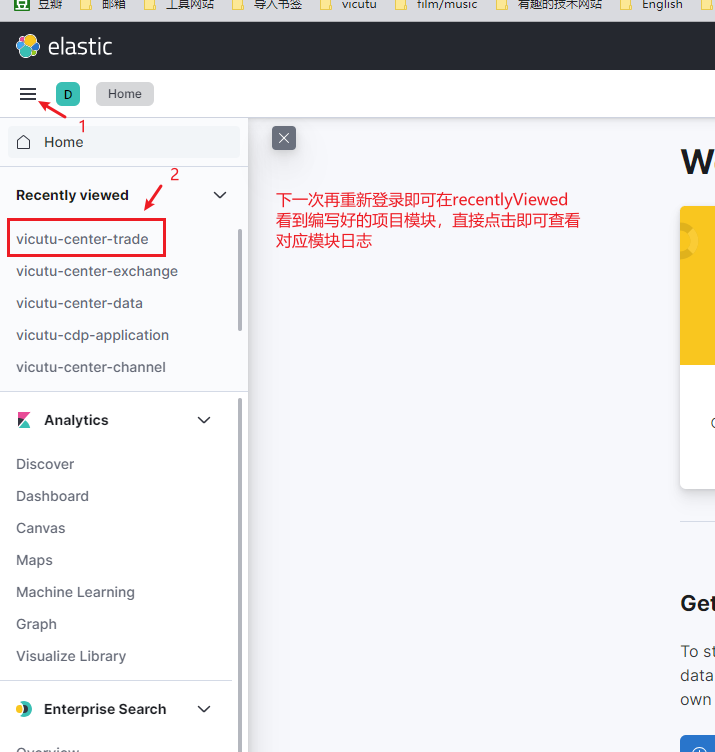 豆瓣 邮箱 工具网站 导入书签 vicutu film/music 有趣的技术网站 English
elastic
D Home
1
Home
2
Recently viewed
下一次再重新登录即可在recentlyViewed
看到编写好的项目模块，直接点击即可查看
对应模块日志
vicutu-center-trade
vicutu-center-exchange
vicutu-center-data
vicutu-cdp-application
vicutu-center-channel
Analytics
Discover
Dashboard
Canvas
Maps
Machine Learning
Graph
Visualize Library
Enterprise Search
Overview
Get
To st
data
own